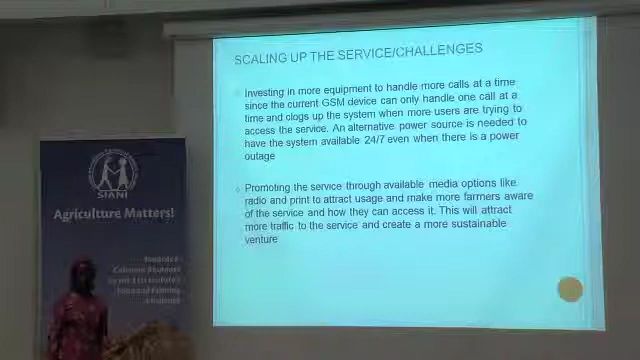 SCALING UP THE SERVICE/CHALLENGES
Investing in more equipment to handle more calls at a time
since the current GSM device can only handle one call at a
time and clogs up the system when more users are trying to
access the service. An alternative power source is needed to
have the system available 24/7 even when there is a power
outage
Promoting the service through available media options like
radio and print to attract usage and make more farmers aware
of the service and how they can access it. This will attract
more traffic to the service and create a more sustainable
venture
SIANI
Agriculture Matters!